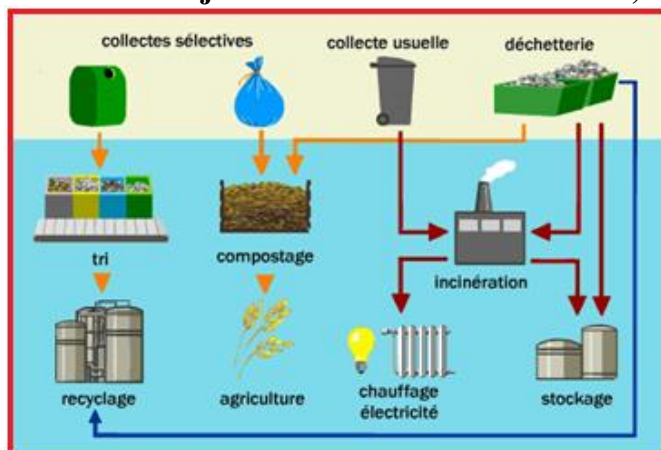 collectes sélectives
collecte usuelle
déchetterie
tri
compostage
incinération
recyclage
agriculture
chauffage
électricité
stockage